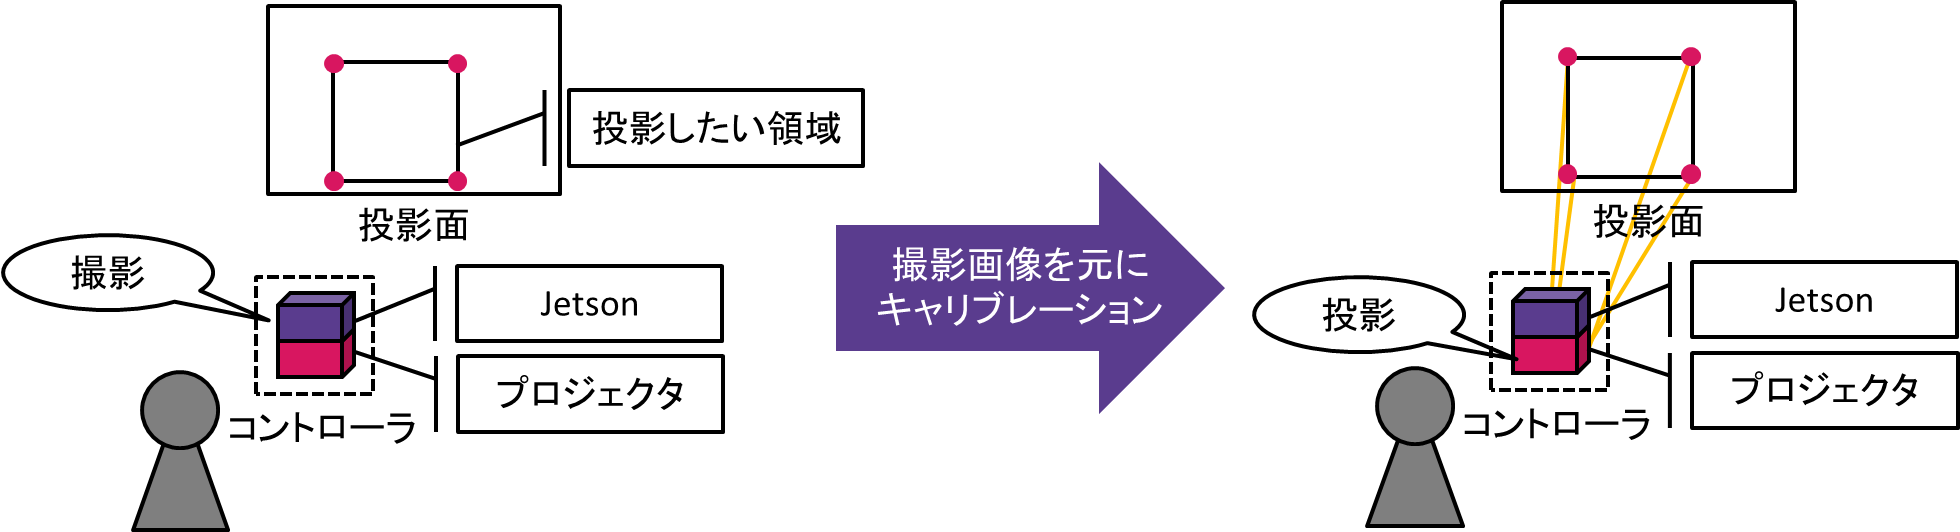 投影したい領域
投影面
撮影
Jetson
プロジェクタ
コントローラ
撮影画像を元に
キャリブレーション
投影面
投影
Jetson
プロジェクタ
コントローラ